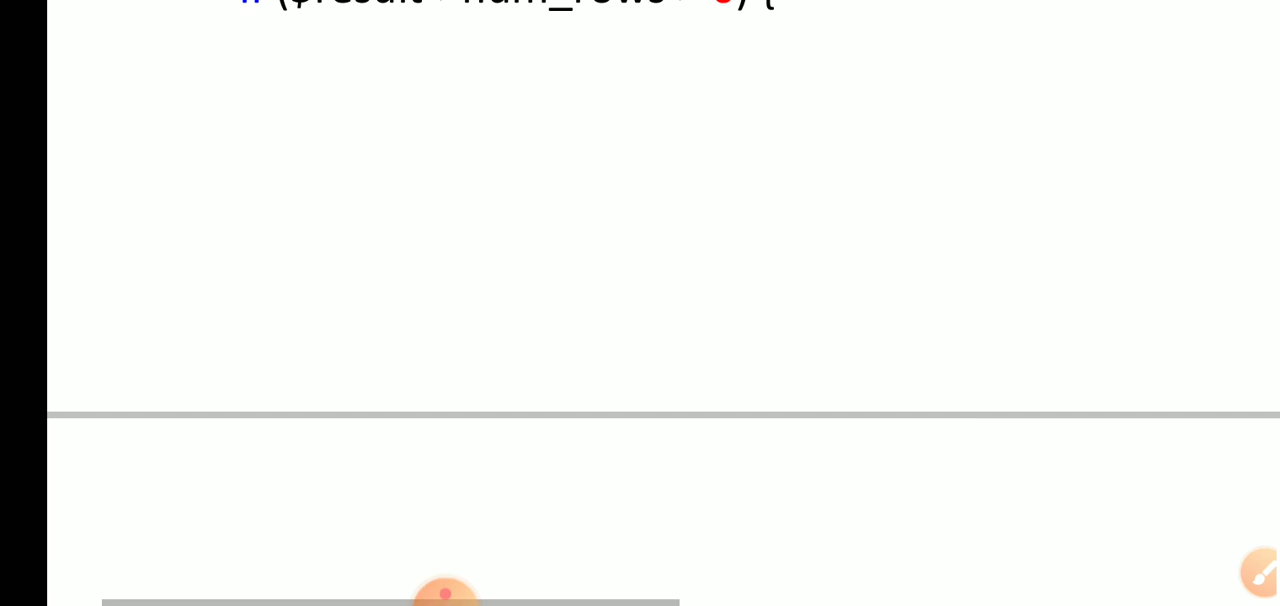 if ($result->num_rows > 0) {